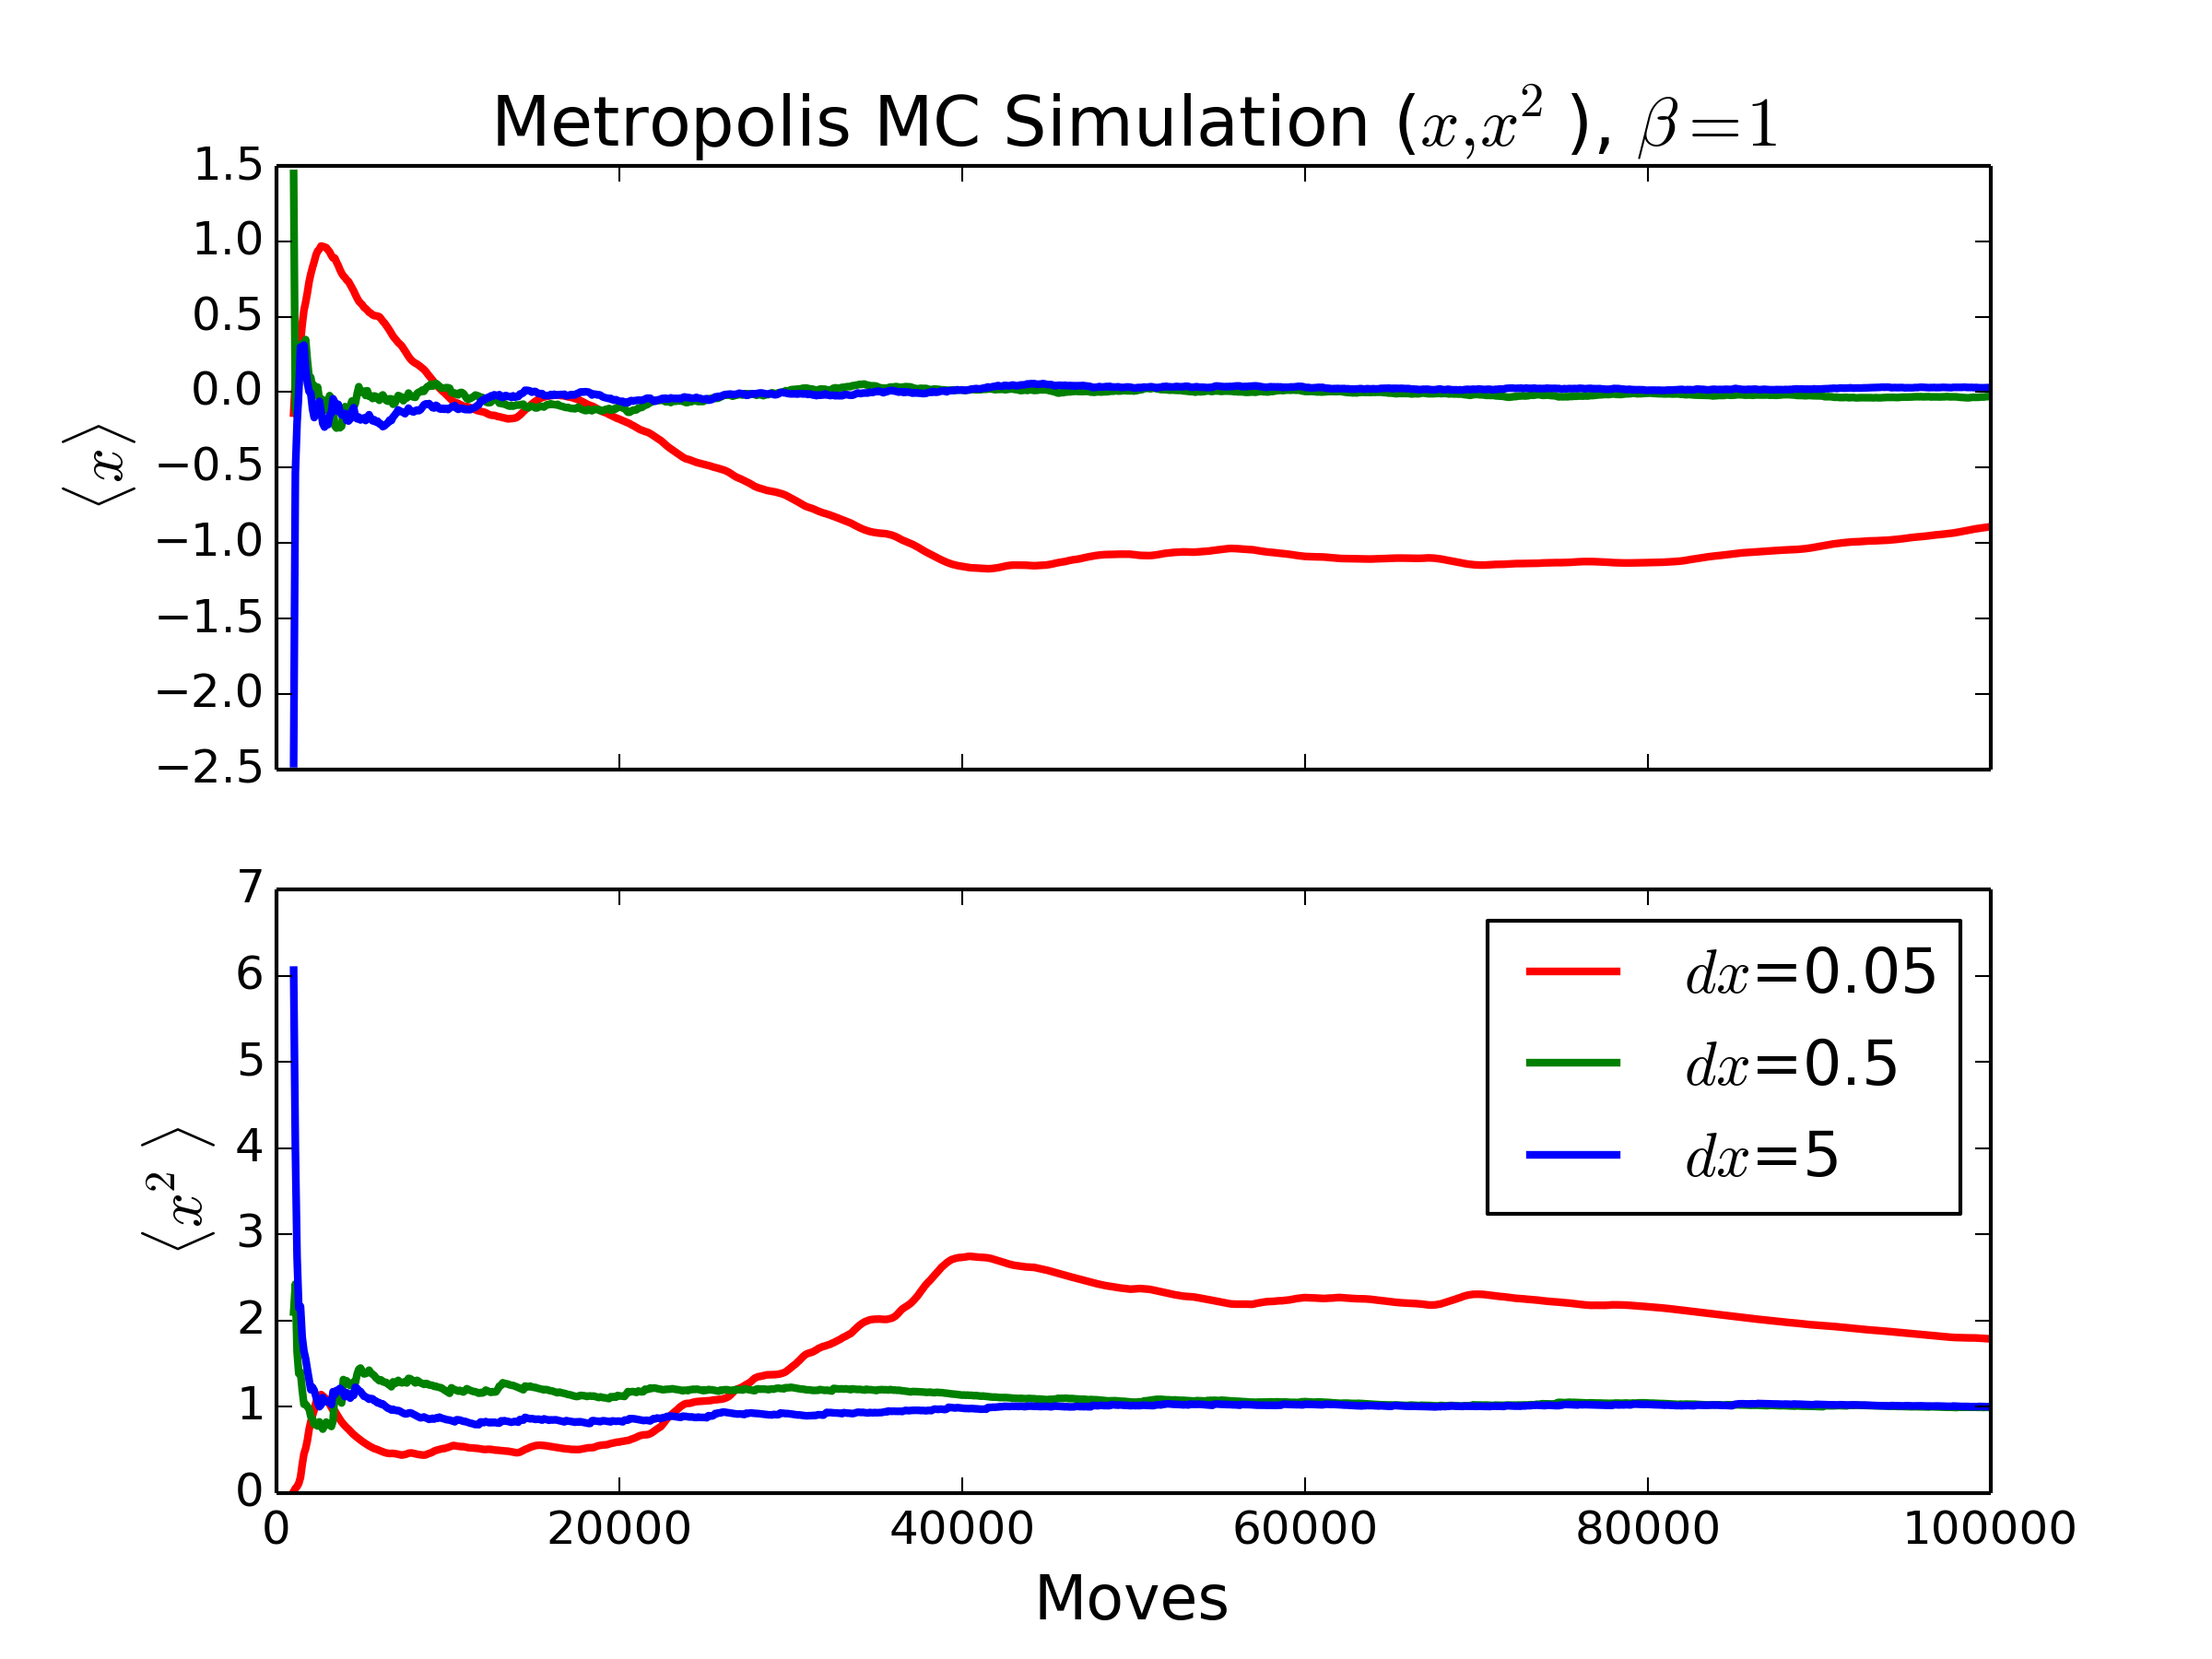 Metropolis MC Simulation (x,x²), β=1
1.5
1.0
0.5
0.0
−0.5
−1.0
−1.5
−2.0
−2.5
⟨x⟩
7
6
5
4
3
2
1
0
⟨x²⟩
dx=0.05
dx=0.5
dx=5
0 20000 40000 60000 80000 100000
Moves